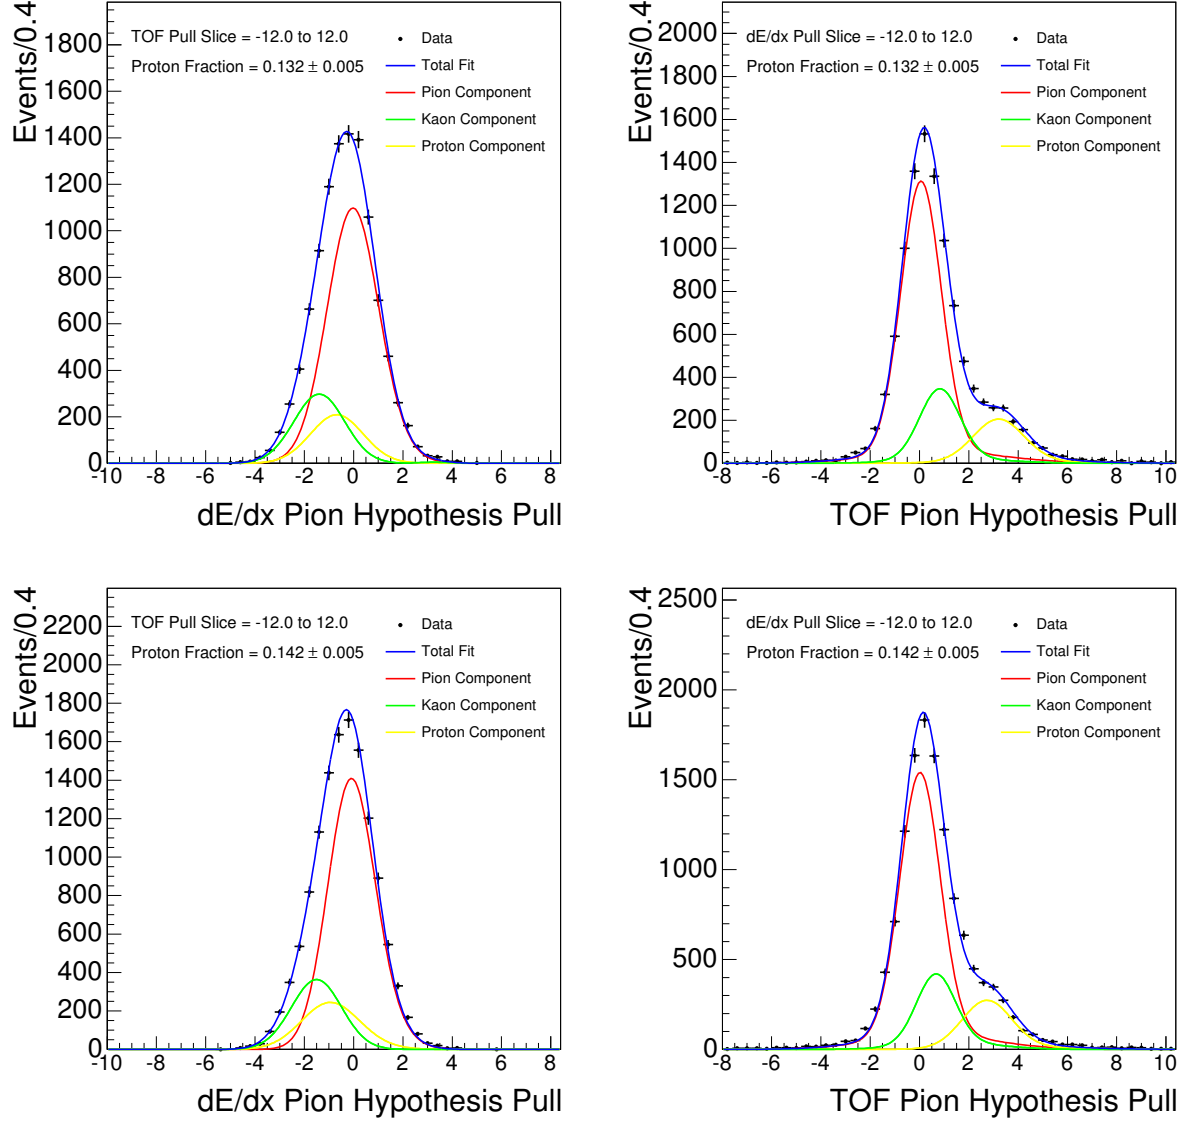 Events/0.4
1800
1600
1400
1200
1000
800
600
400
200
0
TOF Pull Slice = -12.0 to 12.0
Proton Fraction = 0.132 ± 0.005
Data
Total Fit
Pion Component
Kaon Component
Proton Component
-10 -8 -6 -4 -2 0 2 4 6 8
dE/dx Pion Hypothesis Pull
Events/0.4
2000
1800
1600
1400
1200
1000
800
600
400
200
0
dE/dx Pull Slice = -12.0 to 12.0
Proton Fraction = 0.132 ± 0.005
Data
Total Fit
Pion Component
Kaon Component
Proton Component
-8 -6 -4 -2 0 2 4 6 8 10
TOF Pion Hypothesis Pull
Events/0.4
2200
2000
1800
1600
1400
1200
1000
800
600
400
200
0
TOF Pull Slice = -12.0 to 12.0
Proton Fraction = 0.142 ± 0.005
Data
Total Fit
Pion Component
Kaon Component
Proton Component
-10 -8 -6 -4 -2 0 2 4 6 8
dE/dx Pion Hypothesis Pull
Events/0.4
2500
2000
1500
1000
500
0
dE/dx Pull Slice = -12.0 to 12.0
Proton Fraction = 0.142 ± 0.005
Data
Total Fit
Pion Component
Kaon Component
Proton Component
-8 -6 -4 -2 0 2 4 6 8 10
TOF Pion Hypothesis Pull